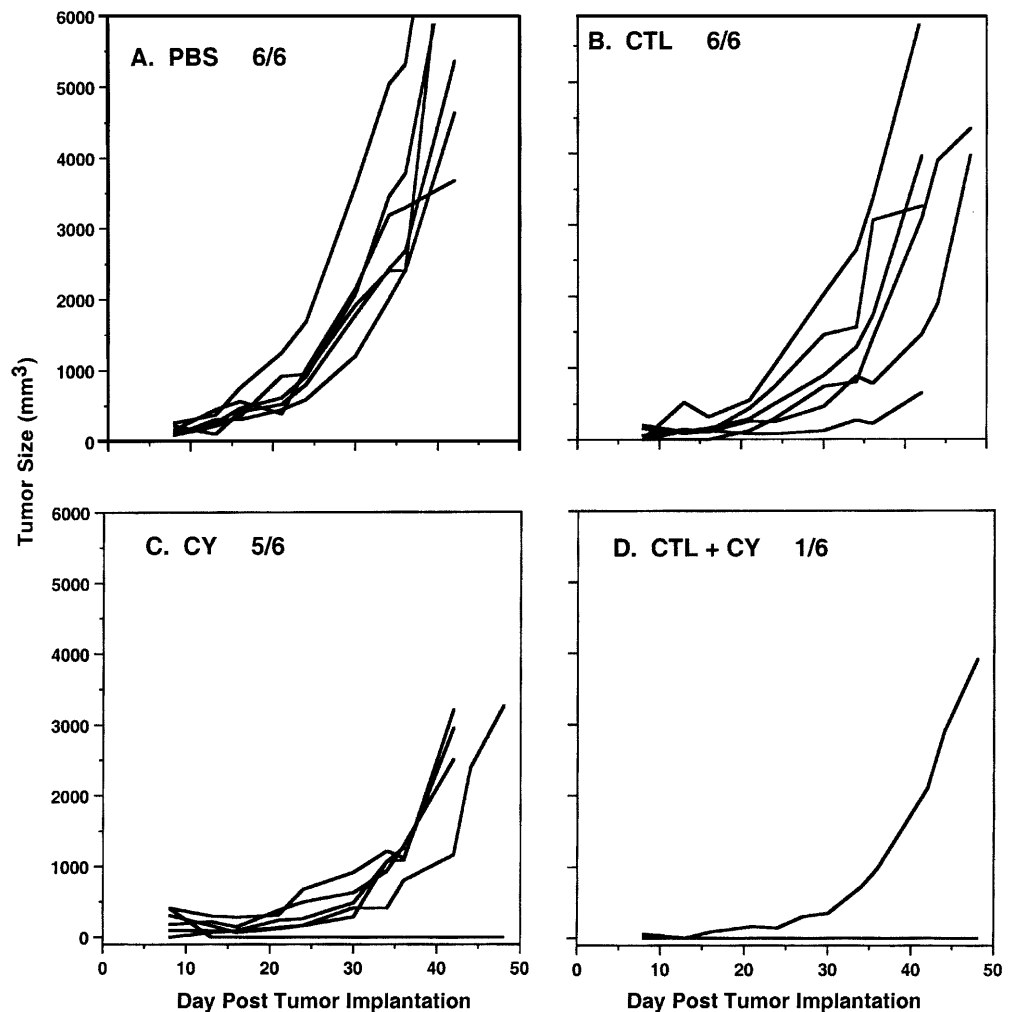 A. PBS 6/6
B. CTL 6/6
6000
5000
4000
3000
2000
1000
0
Tumor Size (mm3)
C. CY 5/6
D. CTL + CY 1/6
6000
5000
4000
3000
2000
1000
0
0 10 20 30 40 50
0 10 20 30 40 50
Day Post Tumor Implantation
Day Post Tumor Implantation